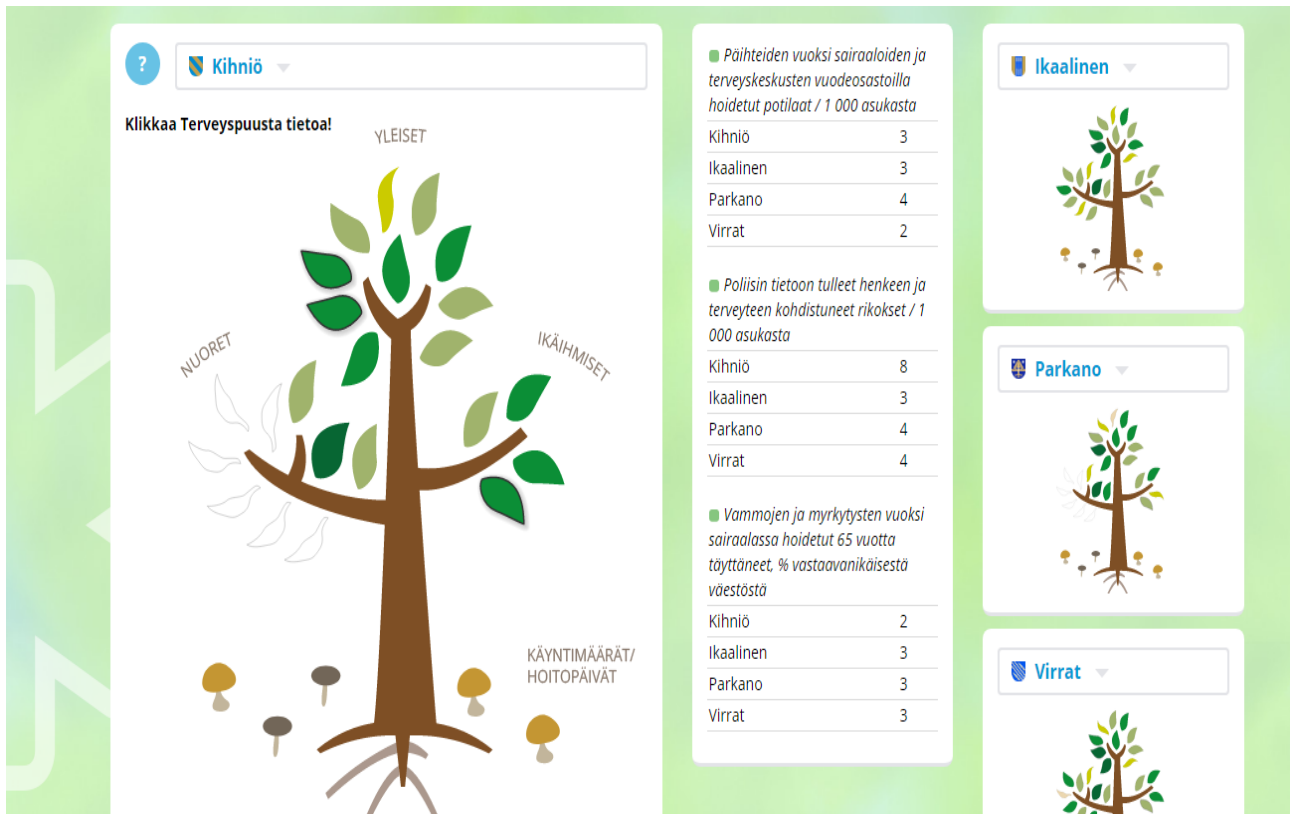 ?
Kihniö
Klikkaa Terveyspuusta tietoa!
YLEISET
NUORET
IKÄIHMISET
KÄYNTIMÄÄRÄT/
HOITOPÄIVÄT
Päihteiden vuoksi sairaaloiden ja
terveyskeskusten vuodeosastoilla
hoidetut potilaat / 1 000 asukasta
Kihniö 3
Ikaalinen 3
Parkano 4
Virrat 2
Poliisin tietoon tulleet henkeen ja
terveyteen kohdistuneet rikokset / 1
000 asukasta
Kihniö 8
Ikaalinen 3
Parkano 4
Virrat 4
Vammojen ja myrkytysten vuoksi
sairaalassa hoidetut 65 vuotta
täyttäneet, % vastaavanikäisestä
väestöstä
Kihniö 2
Ikaalinen 3
Parkano 3
Virrat 3
Ikaalinen
Parkano
Virrat